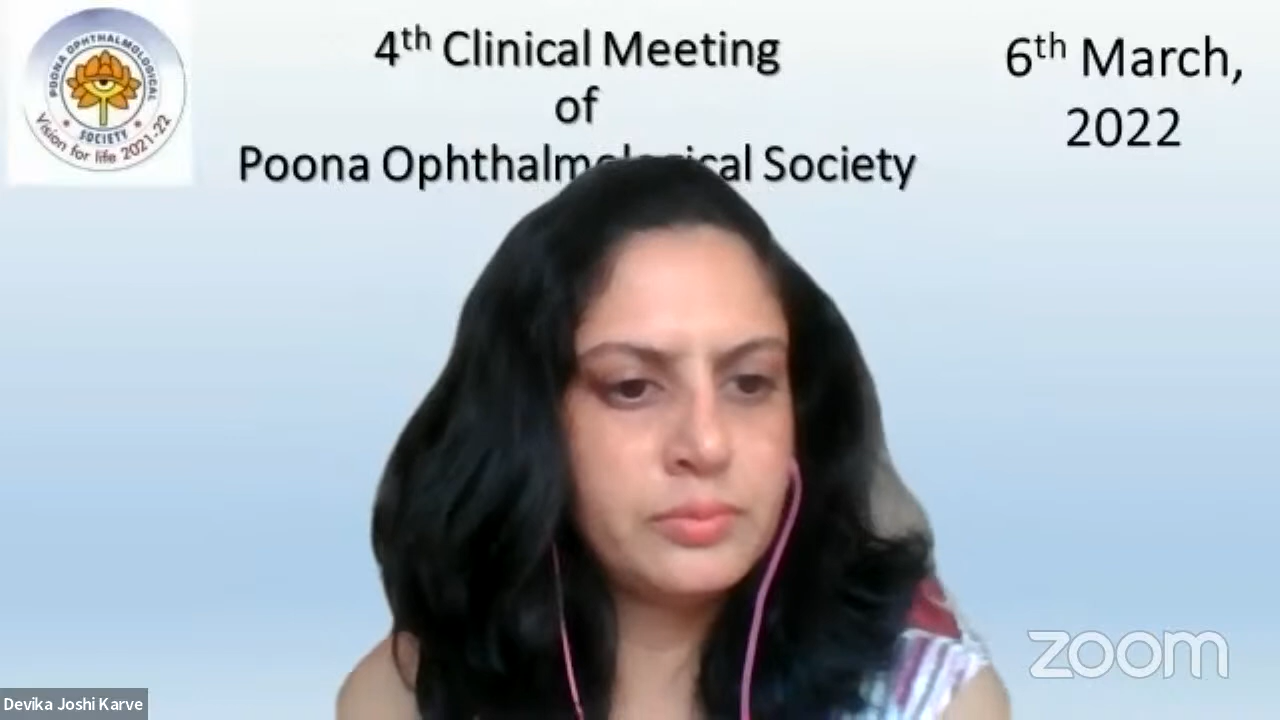 POONA OPHTHALMOLOGICAL
SOCIETY
Vision for life 2021-22
4th Clinical Meeting
of
Poona Ophthalmological Society
6th March,
2022
zoom
Devika Joshi Karve